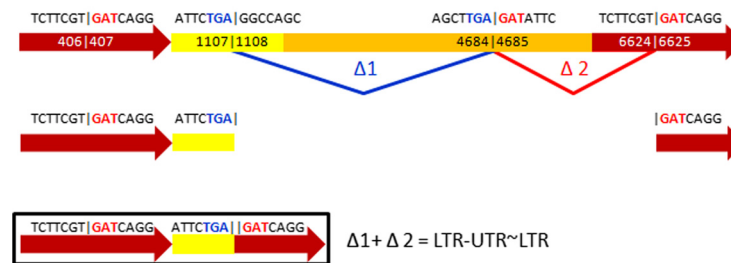 TCTTCGT|GATCAGG ATTCTGA|GGCCAGC AGCTTGA|GATATTC TCTTCGT|GATCAGG
406|407 1107|1108 4684|4685 6624|6625
Δ1 Δ 2
TCTTCGT|GATCAGG ATTCTGA| |GATCAGG
TCTTCGT|GATCAGG ATTCTGA||GATCAGG
Δ1+ Δ 2 = LTR-UTR~LTR